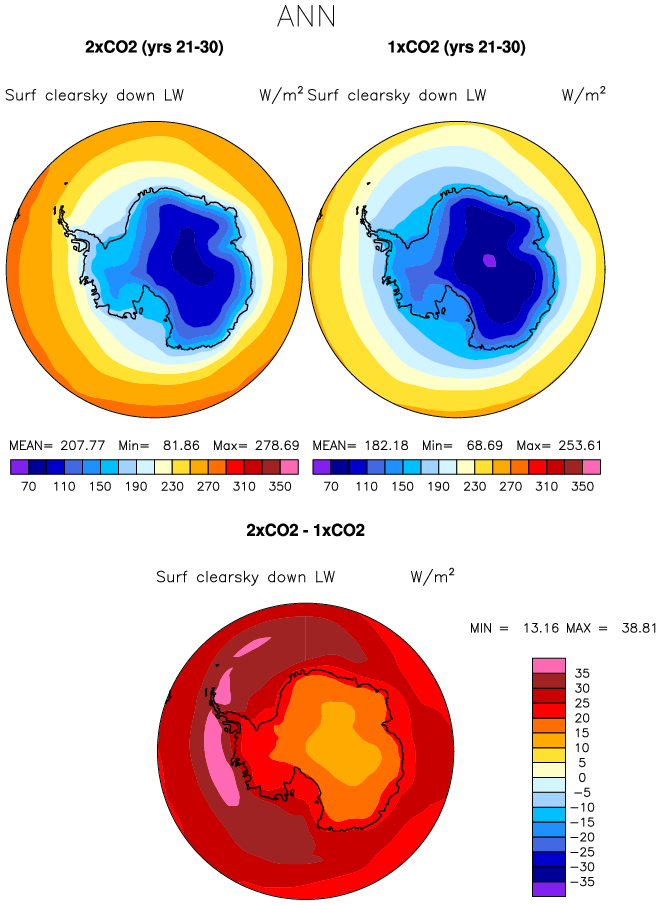 ANN
2xCO2 (yrs 21-30) 1xCO2 (yrs 21-30)
Surf clearsky down LW W/m² Surf clearsky down LW W/m²
MEAN= 207.77 Min= 81.86 Max= 278.69 MEAN= 182.18 Min= 68.69 Max= 253.61
70 110 150 190 230 270 310 350 70 110 150 190 230 270 310 350
2xCO2 - 1xCO2
Surf clearsky down LW W/m²
MIN = 13.16 MAX = 38.81
35
30
25
20
15
10
5
0
−5
−10
−15
−20
−25
−30
−35